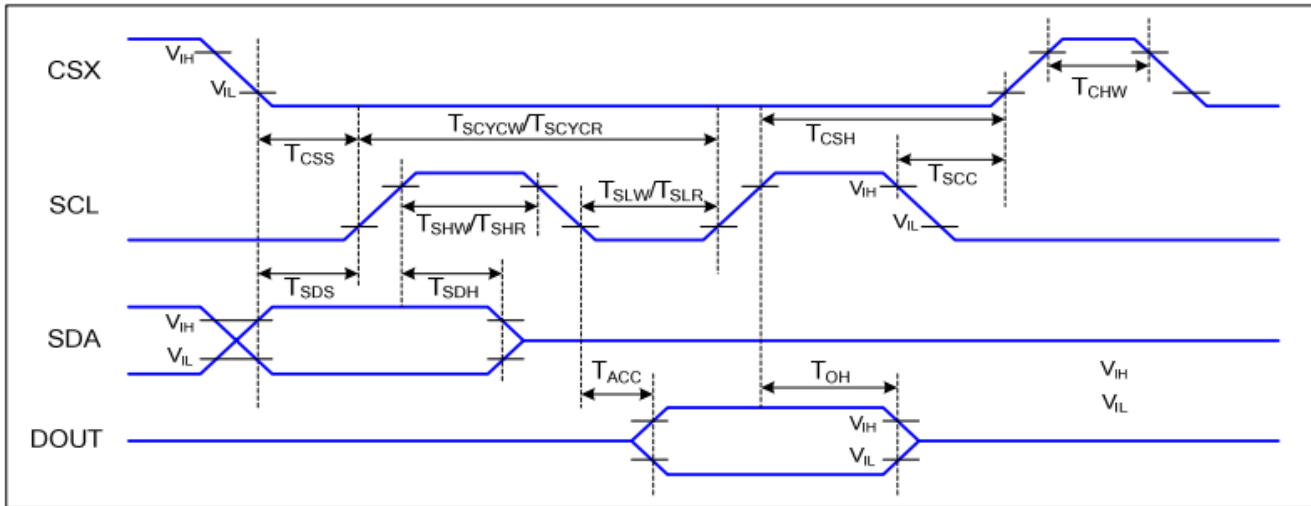 CSX
VIH
VIL
TCHW
TSCYCW/TSCYCR
TCSS
TCSH
TSCC
SCL
TSLW/TSLR
VIH
VIL
TSHW/TSHR
TSDS
TSDH
SDA
VIH
VIL
TACC
TOH
VIH
VIL
DOUT
VIH
VIL